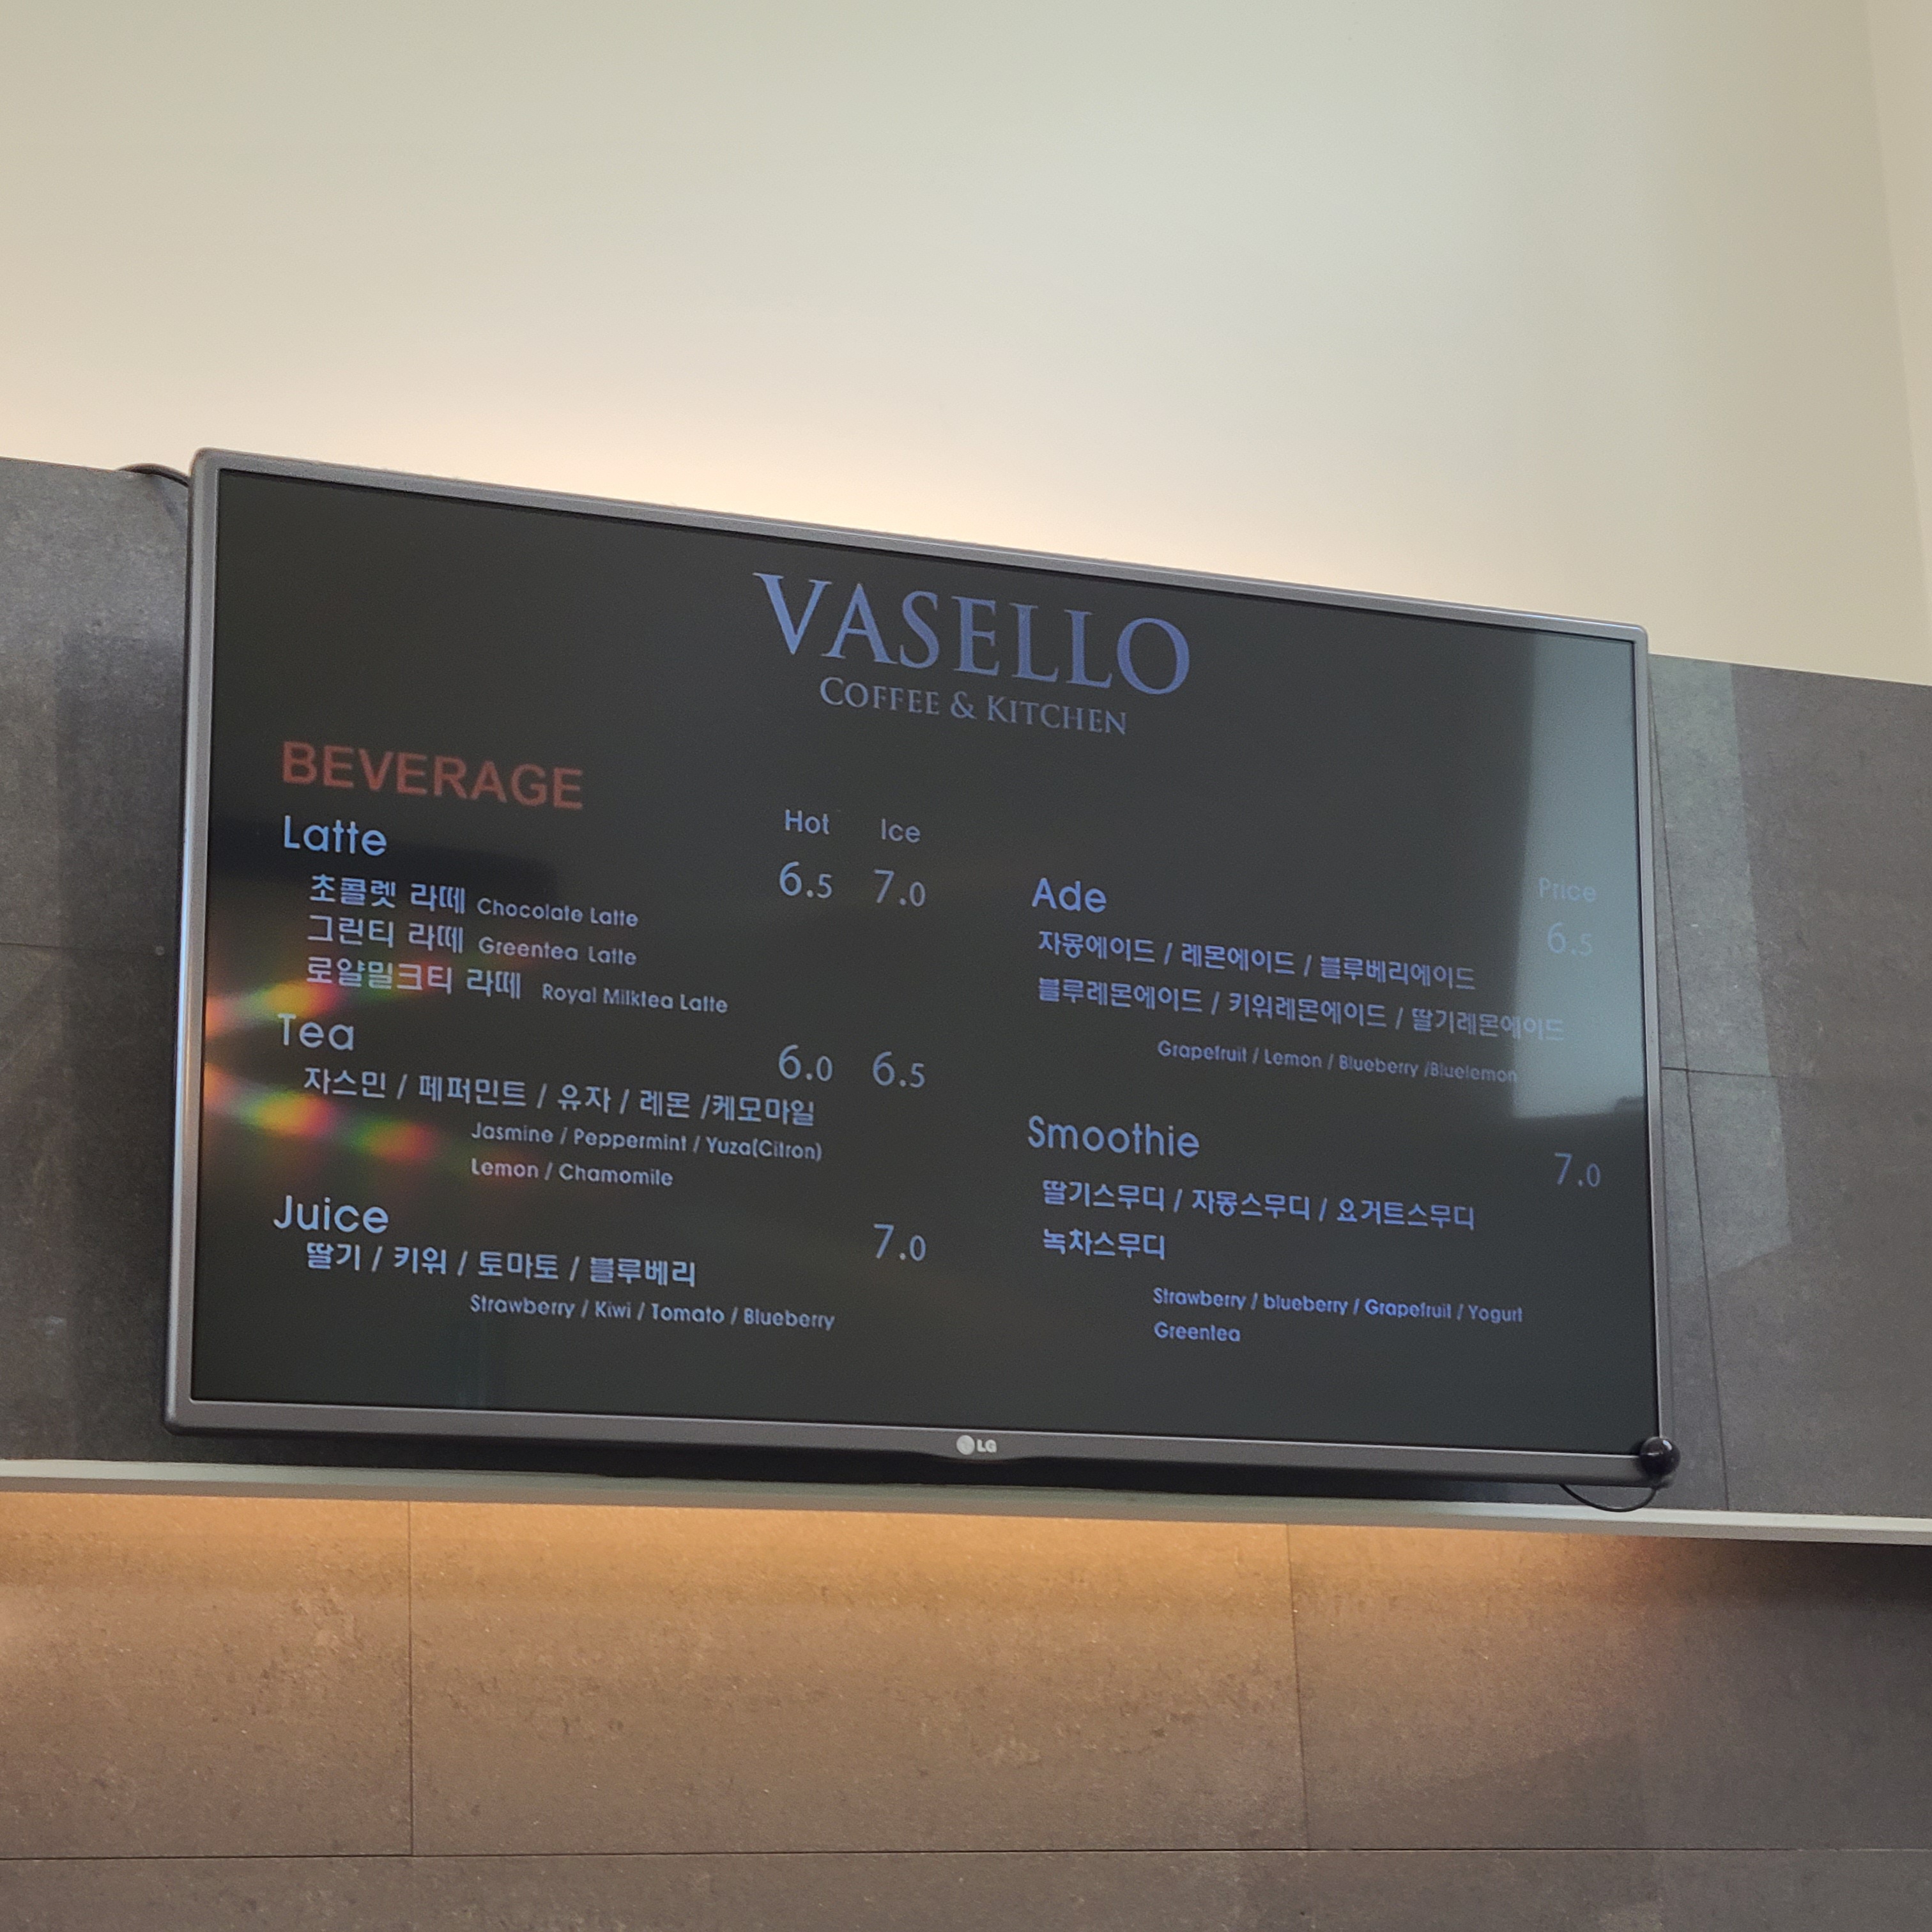 VASELLO
COFFEE & KITCHEN
BEVERAGE
Hot Ice
Latte
6.5 7.0
초콜렛 라떼 Chocolate Latte
그린티 라떼 Greentea Latte
로얄밀크티 라떼 Royal Milktea Latte
Tea
6.0 6.5
자스민 / 페퍼민트 / 유자 / 레몬 /케모마일
Jasmine / Peppermint / Yuza(Citron)
Lemon / Chamomile
Juice
7.0
딸기 / 키위 / 토마토 / 블루베리
Strawberry / Kiwi / Tomato / Blueberry
Price
Ade
6.5
자몽에이드 / 레몬에이드 / 블루베리에이드
블루레몬에이드 / 키위레몬에이드 / 딸기레몬에이드
Grapefruit / Lemon / Blueberry /Bluelemon
Smoothie
7.0
딸기스무디 / 자몽스무디 / 요거트스무디
녹차스무디
Strawberry / blueberry / Grapefruit / Yogurt
Greentea
LG